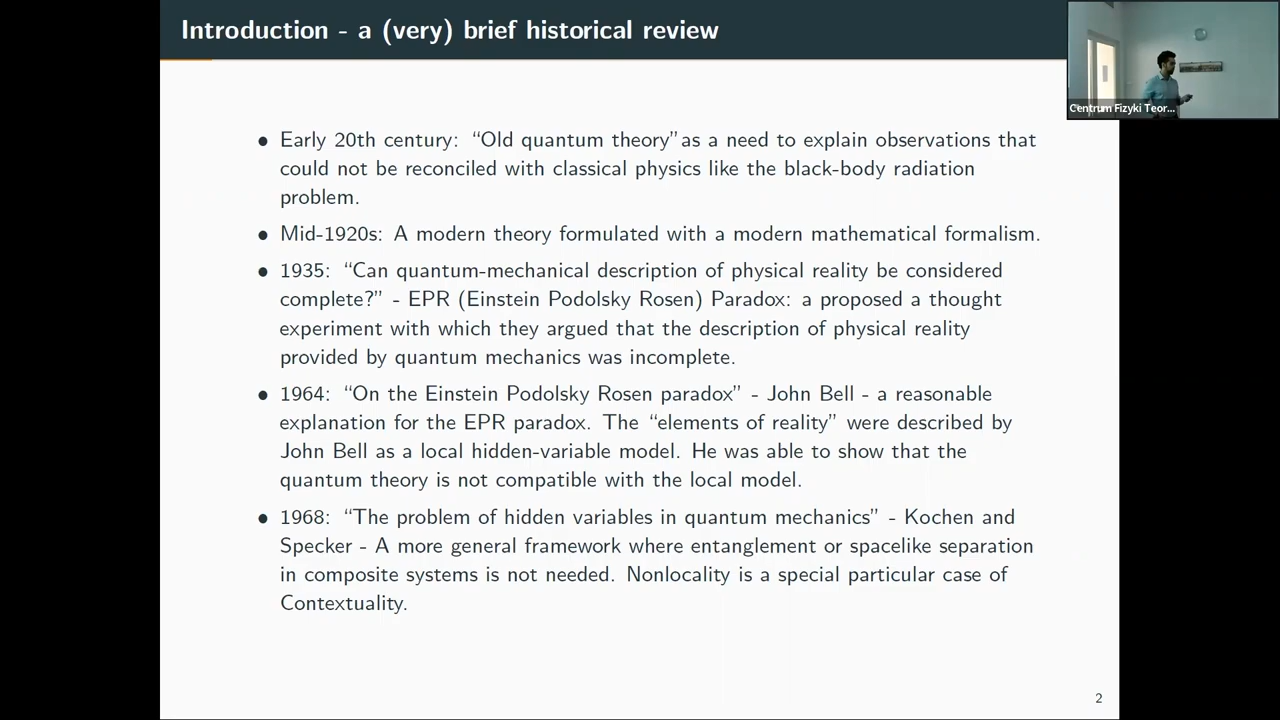 Introduction - a (very) brief historical review
Centrum Fizyki Teor...
• Early 20th century: “Old quantum theory”as a need to explain observations that
could not be reconciled with classical physics like the black-body radiation
problem.
• Mid-1920s: A modern theory formulated with a modern mathematical formalism.
• 1935: “Can quantum-mechanical description of physical reality be considered
complete?” - EPR (Einstein Podolsky Rosen) Paradox: a proposed a thought
experiment with which they argued that the description of physical reality
provided by quantum mechanics was incomplete.
• 1964: “On the Einstein Podolsky Rosen paradox” - John Bell - a reasonable
explanation for the EPR paradox. The “elements of reality” were described by
John Bell as a local hidden-variable model. He was able to show that the
quantum theory is not compatible with the local model.
• 1968: “The problem of hidden variables in quantum mechanics” - Kochen and
Specker - A more general framework where entanglement or spacelike separation
in composite systems is not needed. Nonlocality is a special particular case of
Contextuality.
2